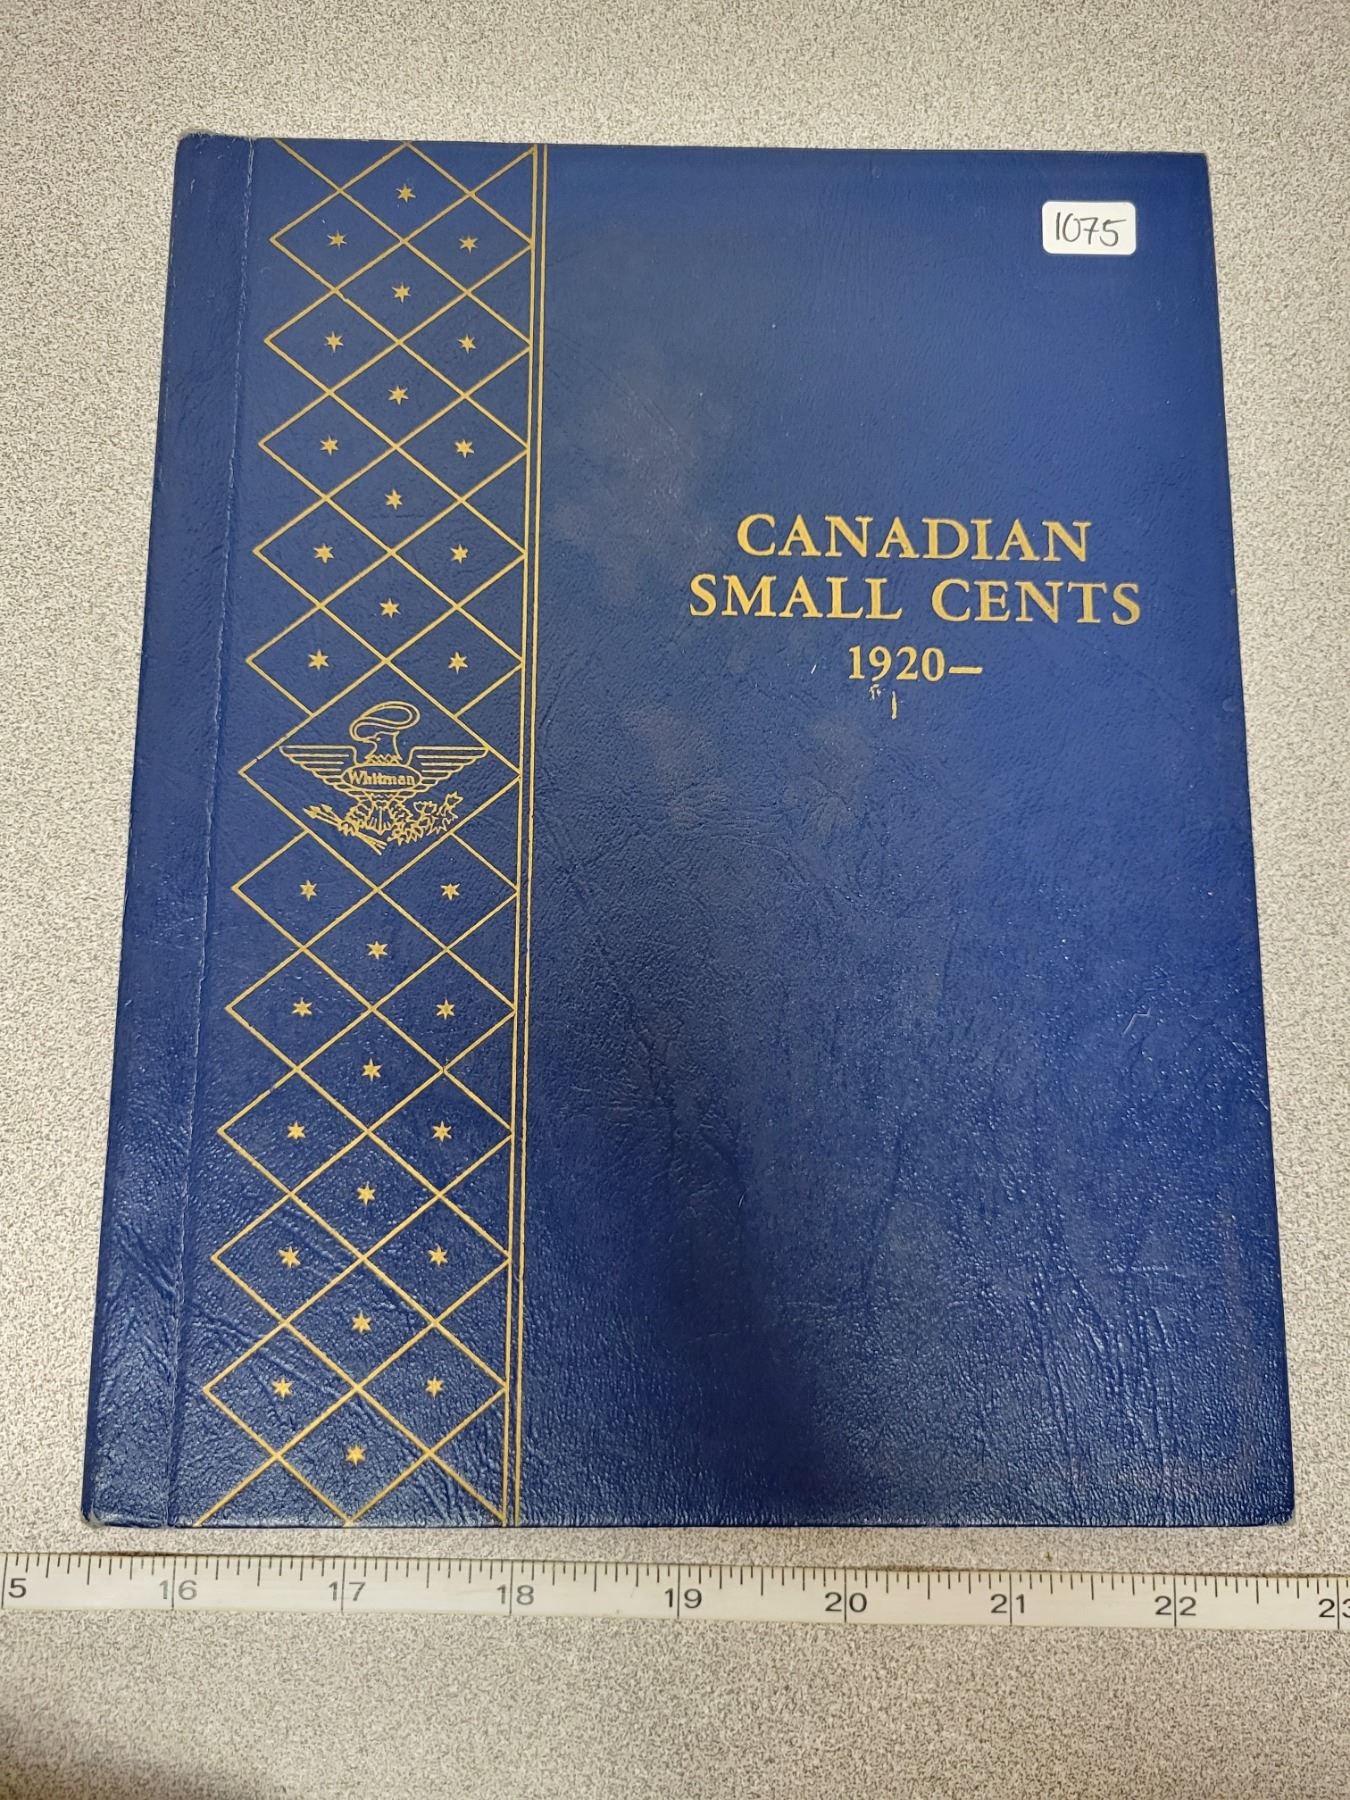 1075
CANADIAN
SMALL CENTS
1920—
Whitman
5 16 17 18 19 20 21 22 23